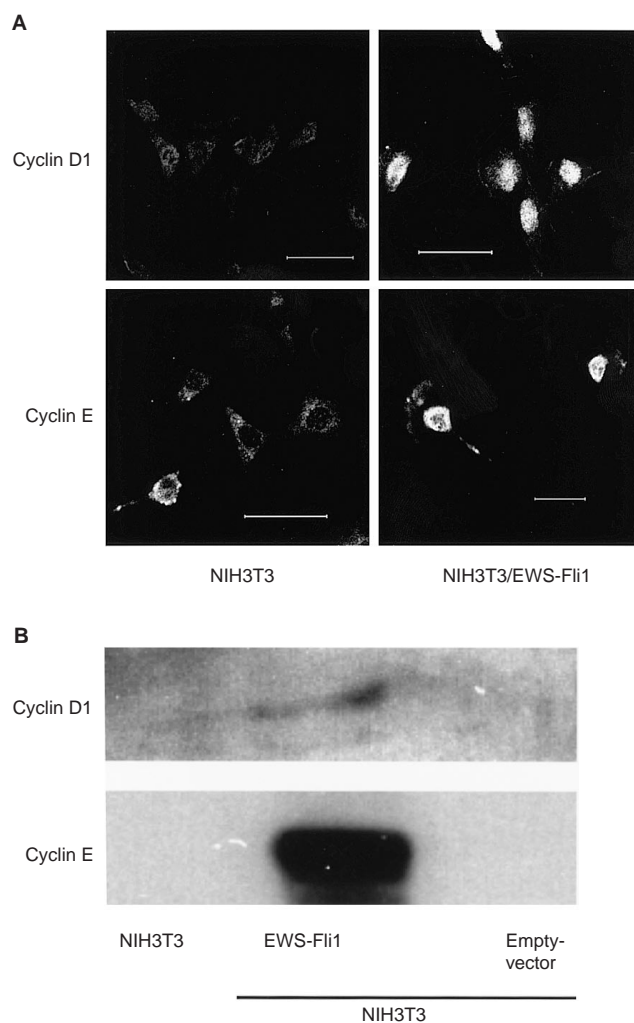 A
Cyclin D1
Cyclin E
NIH3T3
NIH3T3/EWS-Fli1
B
Cyclin D1
Cyclin E
NIH3T3
EWS-Fli1
Empty-
vector
NIH3T3